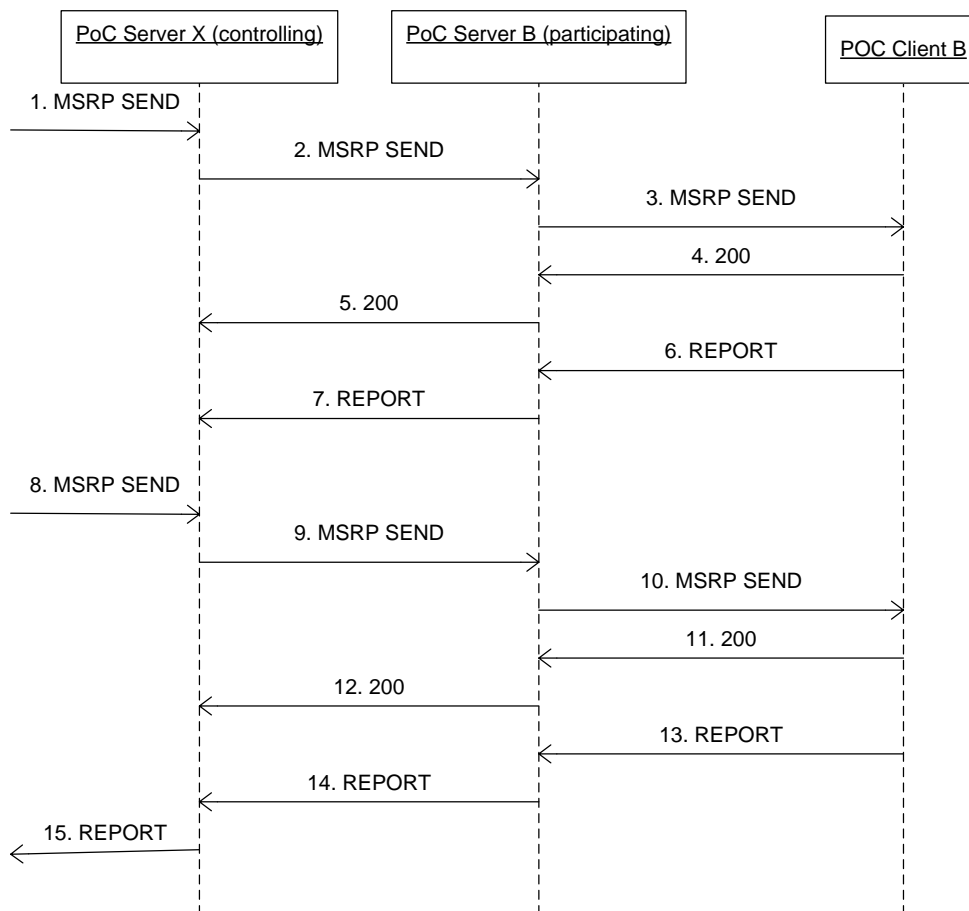 PoC Server X (controlling)
PoC Server B (participating)
POC Client B
1. MSRP SEND
2. MSRP SEND
3. MSRP SEND
4. 200
5. 200
6. REPORT
7. REPORT
8. MSRP SEND
9. MSRP SEND
10. MSRP SEND
11. 200
12. 200
13. REPORT
14. REPORT
15. REPORT